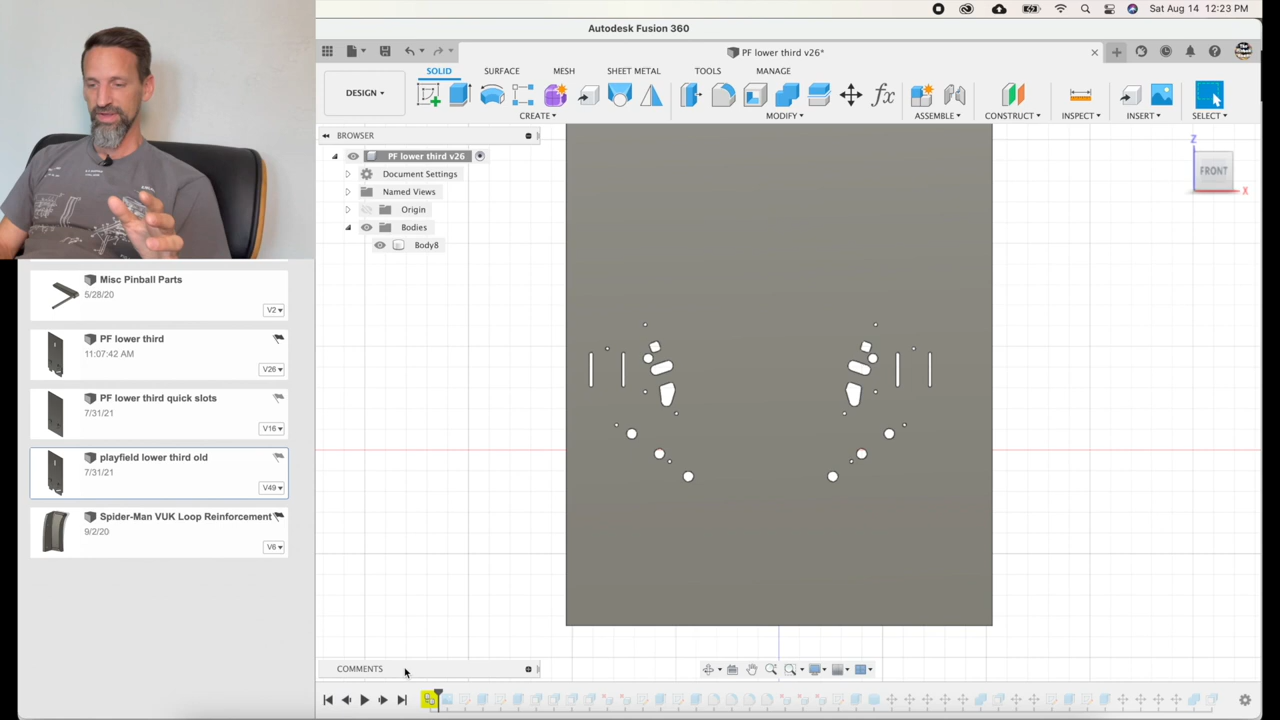 Sat Aug 14 12:23 PM
Autodesk Fusion 360
PF lower third v26*
DESIGN
SOLID
SURFACE
MESH
SHEET METAL
TOOLS
MANAGE
CREATE
MODIFY
ASSEMBLE
CONSTRUCT
INSPECT
INSERT
SELECT
BROWSER
PF lower third v26
Document Settings
Named Views
Origin
Bodies
Body8
Z
FRONT
X
Misc Pinball Parts
5/28/20
V2
PF lower third
11:07:42 AM
V26
PF lower third quick slots
7/31/21
V16
playfield lower third old
7/31/21
V49
Spider-Man VUK Loop Reinforcement
9/2/20
V6
COMMENTS